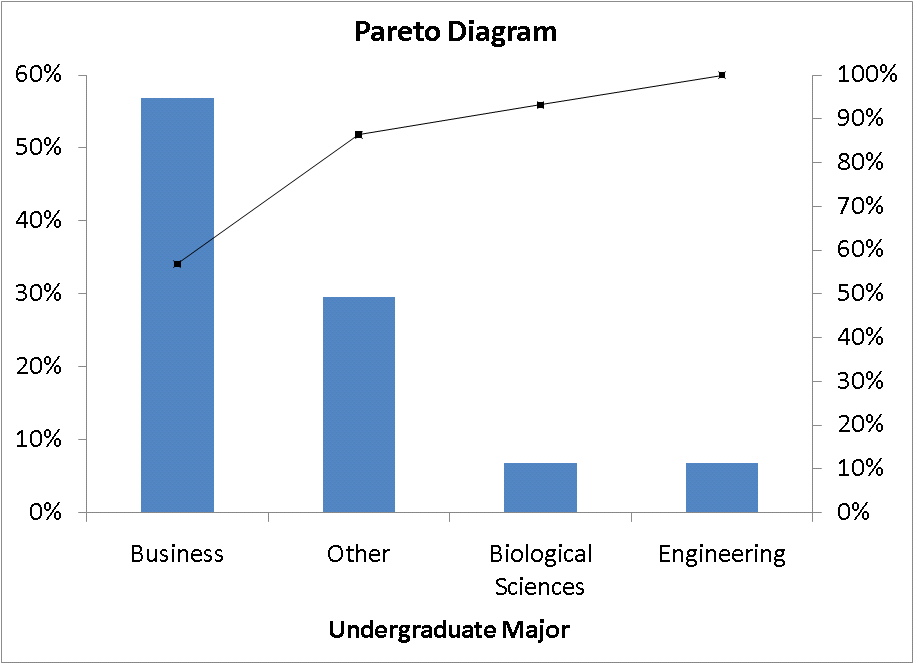 Pareto Diagram
60%
50%
40%
30%
20%
10%
0%
100%
90%
80%
70%
60%
50%
40%
30%
20%
10%
0%
Business
Other
Biological
Sciences
Engineering
Undergraduate Major